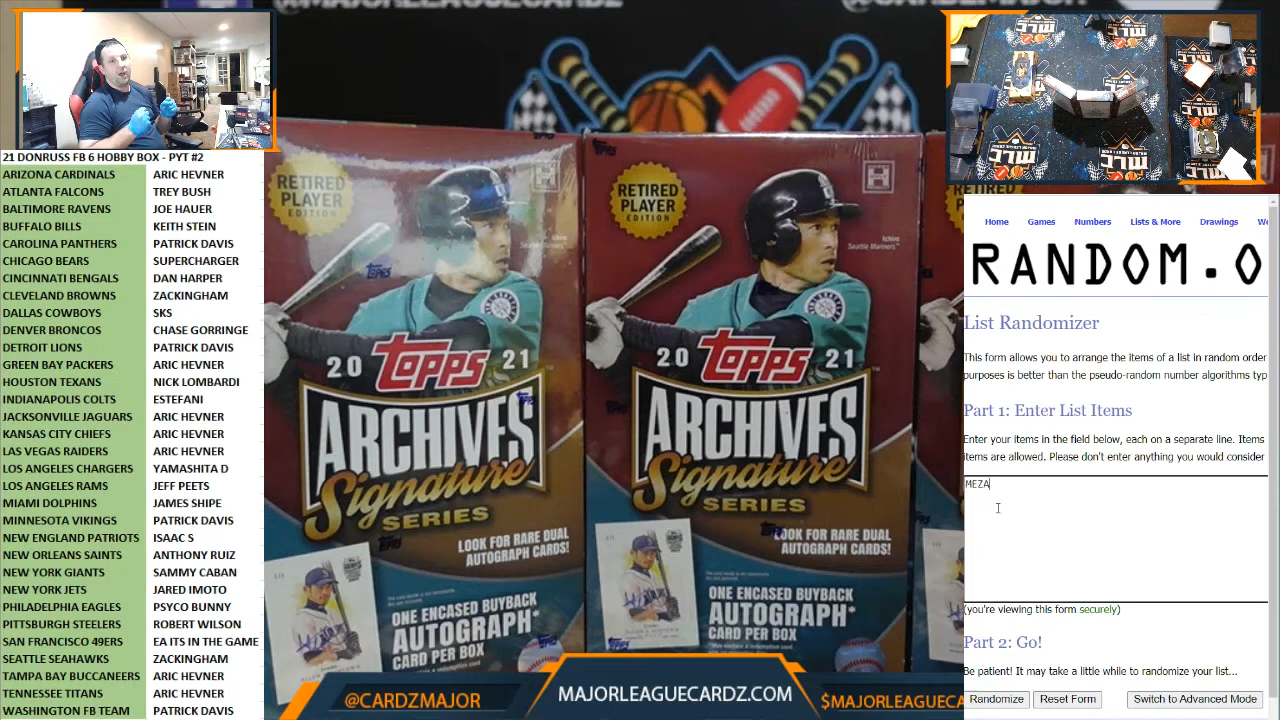 21 DONRUSS FB 6 HOBBY BOX - PYT #2
ARIZONA CARDINALS ARIC HEVNER
ATLANTA FALCONS TREY BUSH
BALTIMORE RAVENS JOE HAUER
BUFFALO BILLS KEITH STEIN
CAROLINA PANTHERS PATRICK DAVIS
CHICAGO BEARS SUPERCHARGER
CINCINNATI BENGALS DAN HARPER
CLEVELAND BROWNS ZACKINGHAM
DALLAS COWBOYS SKS
DENVER BRONCOS CHASE GORRINGE
DETROIT LIONS PATRICK DAVIS
GREEN BAY PACKERS ARIC HEVNER
HOUSTON TEXANS NICK LOMBARDI
INDIANAPOLIS COLTS ESTEFANI
JACKSONVILLE JAGUARS ARIC HEVNER
KANSAS CITY CHIEFS ARIC HEVNER
LAS VEGAS RAIDERS ARIC HEVNER
LOS ANGELES CHARGERS YAMASHITA D
LOS ANGELES RAMS JEFF PEETS
MIAMI DOLPHINS JAMES SHIPE
MINNESOTA VIKINGS PATRICK DAVIS
NEW ENGLAND PATRIOTS ISAAC S
NEW ORLEANS SAINTS ANTHONY RUIZ
NEW YORK GIANTS SAMMY CABAN
NEW YORK JETS JARED IMOTO
PHILADELPHIA EAGLES PSYCO BUNNY
PITTSBURGH STEELERS ROBERT WILSON
SAN FRANCISCO 49ERS EA ITS IN THE GAME
SEATTLE SEAHAWKS ZACKINGHAM
TAMPA BAY BUCCANEERS ARIC HEVNER
TENNESSEE TITANS ARIC HEVNER
WASHINGTON FB TEAM PATRICK DAVIS
RETIRED
PLAYER
EDITION
Ichiro
Seattle Mariners
20 topps 21
ARCHIVES
Signature
SERIES
LOOK FOR RARE DUAL
AUTOGRAPH CARDS!
ONE ENCASED BUYBACK
AUTOGRAPH*
CARD PER BOX
RETIRED
PLAYER
EDITION
Ichiro
Seattle Mariners
20 topps 21
ARCHIVES
Signature
SERIES
LOOK FOR RARE DUAL
AUTOGRAPH CARDS!
ONE ENCASED BUYBACK
AUTOGRAPH*
CARD PER BOX
@CARDZMAJOR
MAJORLEAGUECARDZ.COM
$MAJORLEAGUECA
Home Games Numbers Lists & More Drawings We
RANDOM.O
List Randomizer
This form allows you to arrange the items of a list in random order
purposes is better than the pseudo-random number algorithms typ
Part 1: Enter List Items
Enter your items in the field below, each on a separate line. Items
items are allowed. Please don't enter anything you would consider
MEZA
(you're viewing this form securely)
Part 2: Go!
Be patient! It may take a little while to randomize your list...
Randomize Reset Form Switch to Advanced Mode